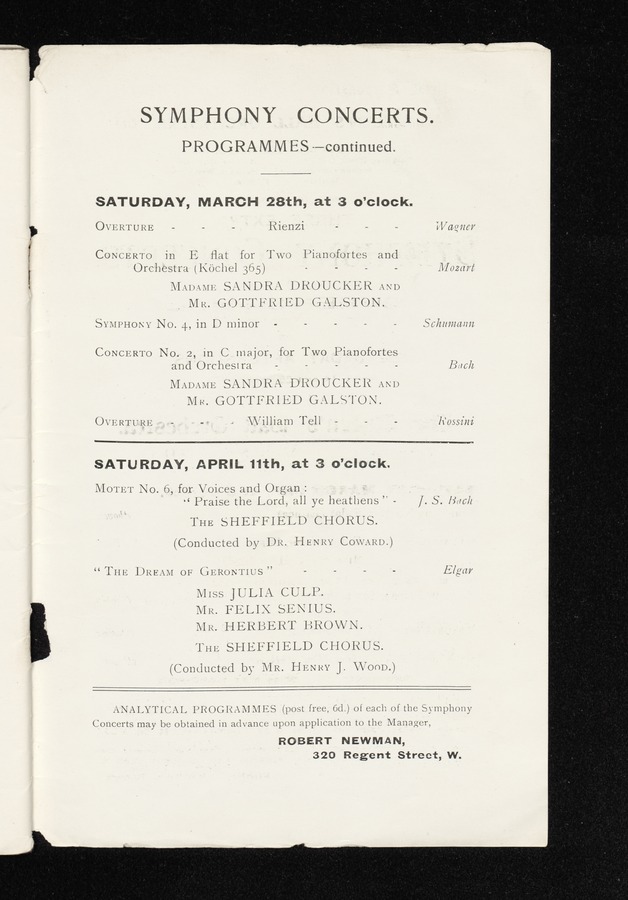 SYMPHONY CONCERTS.
PROGRAMMES—continued.
SATURDAY, MARCH 28th, at 3 o'clock.
OVERTURE - - - Rienzi - - - Wagner
CONCERTO in E flat for Two Pianofortes and
Orchestra (Köchel 365) - - - - Mozart
MADAME SANDRA DROUCKER AND
MR. GOTTFRIED GALSTON.
SYMPHONY No. 4, in D minor - - - - - Schumann
CONCERTO No. 2, in C major, for Two Pianofortes
and Orchestra - - - - - Bach
MADAME SANDRA DROUCKER AND
MR. GOTTFRIED GALSTON.
OVERTURE - - - William Tell - - - Rossini
SATURDAY, APRIL 11th, at 3 o'clock.
MOTET No. 6, for Voices and Organ :
“ Praise the Lord, all ye heathens ” - J. S. Bach
THE SHEFFIELD CHORUS.
(Conducted by DR. HENRY COWARD.)
“ THE DREAM OF GERONTIUS ” - - - - Elgar
MISS JULIA CULP.
MR. FELIX SENIUS.
MR. HERBERT BROWN.
THE SHEFFIELD CHORUS.
(Conducted by MR. HENRY J. WOOD.)
ANALYTICAL PROGRAMMES (post free, 6d.) of each of the Symphony
Concerts may be obtained in advance upon application to the Manager,
ROBERT NEWMAN,
320 Regent Street, W.